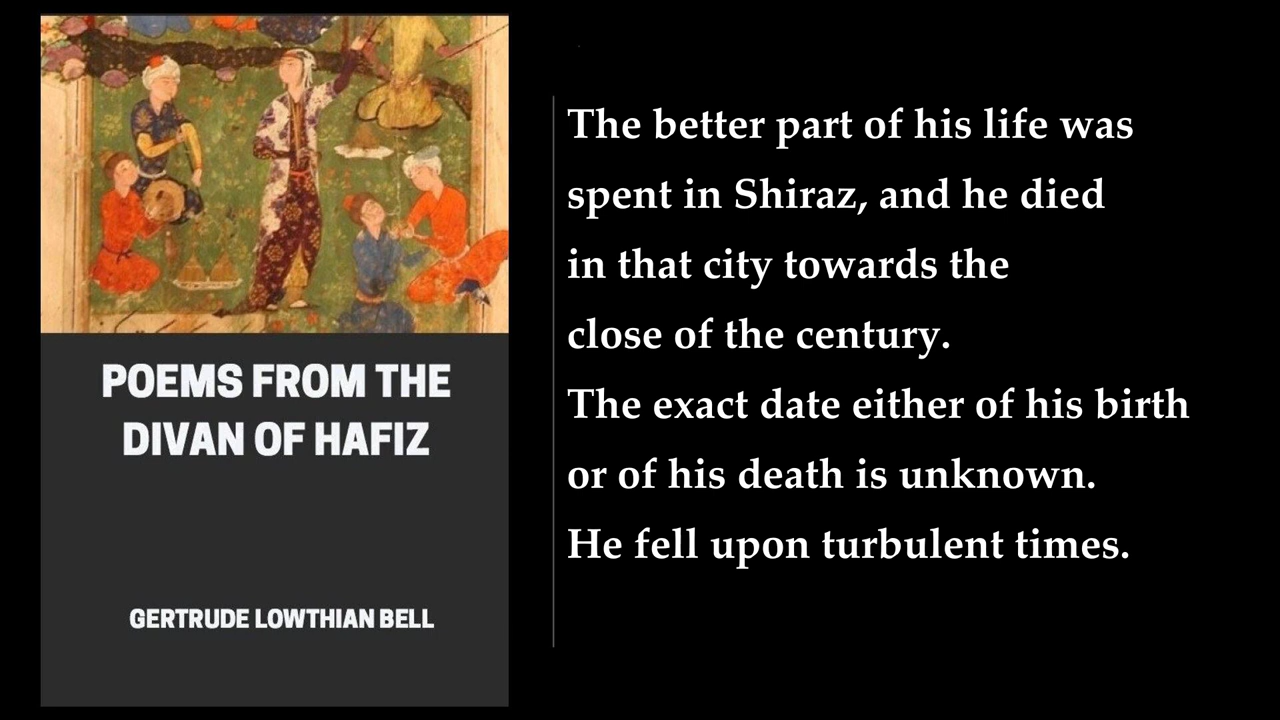 POEMS FROM THE
DIVAN OF HAFIZ
GERTRUDE LOWTHIAN BELL
The better part of his life was
spent in Shiraz, and he died
in that city towards the
close of the century.
The exact date either of his birth
or of his death is unknown.
He fell upon turbulent times.